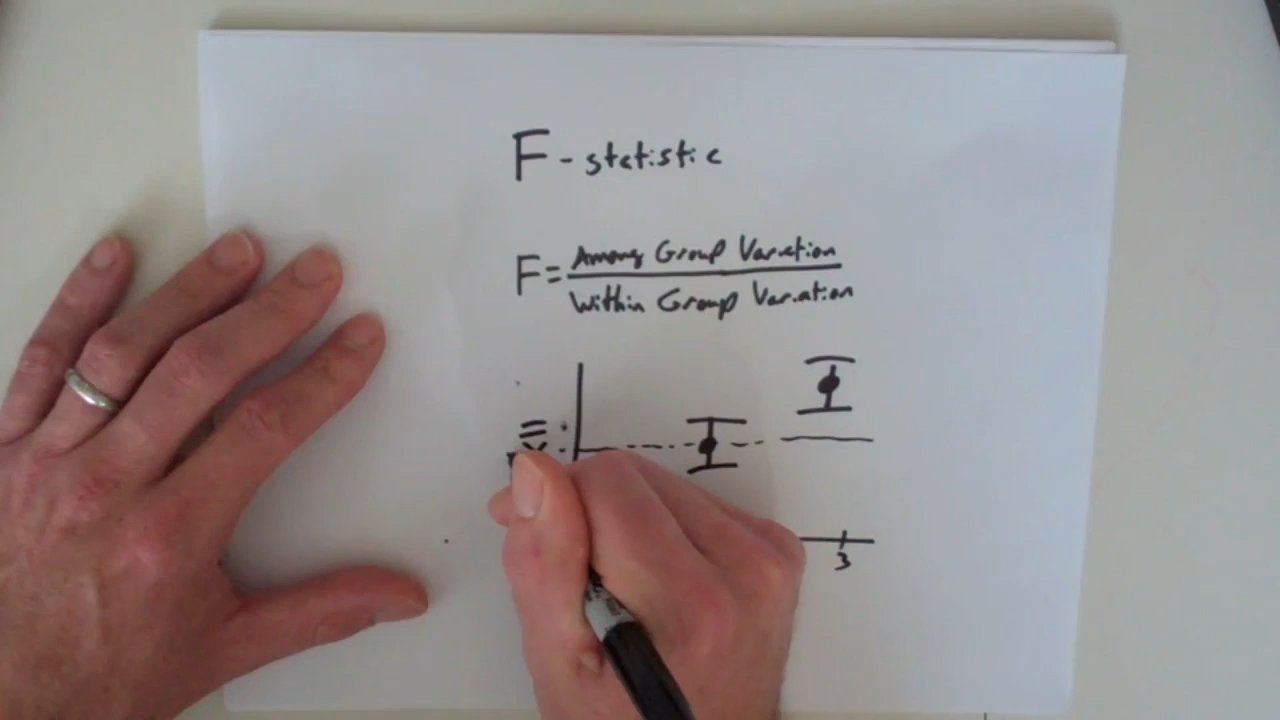 F - statistic
F = Among Group Variation
Within Group Variation
3